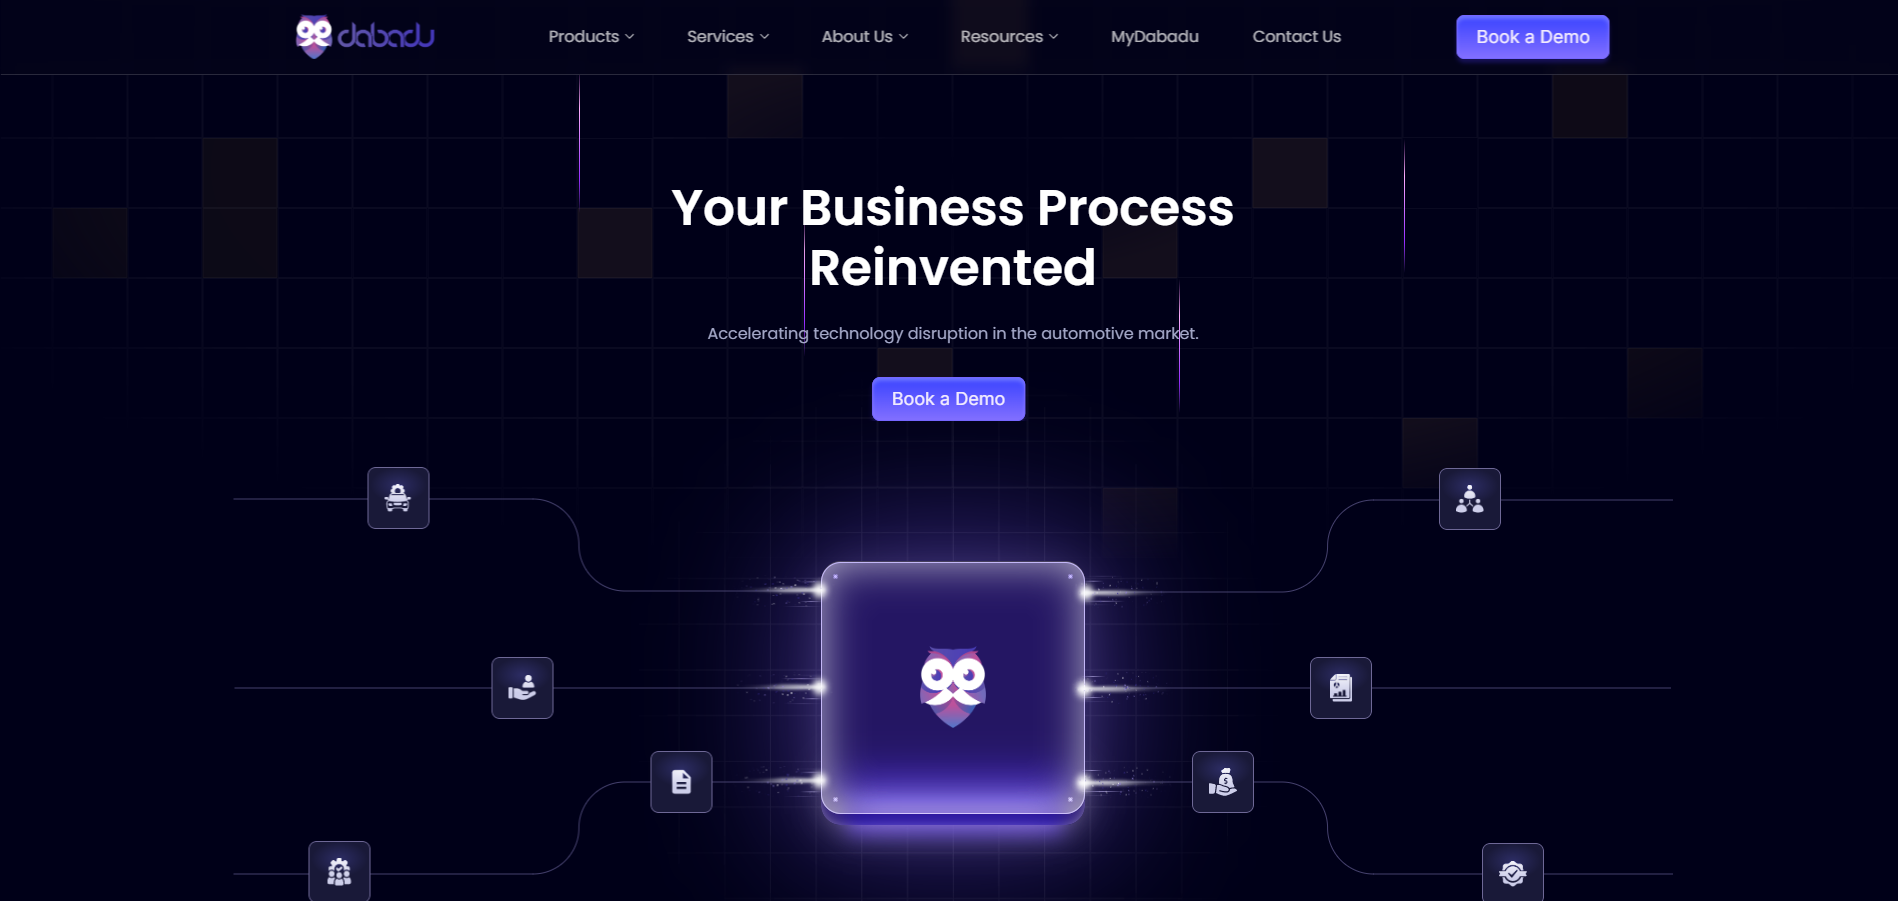 dabadu
Products
Services
About Us
Resources
MyDabadu
Contact Us
Book a Demo
Your Business Process
Reinvented
Accelerating technology disruption in the automotive market.
Book a Demo